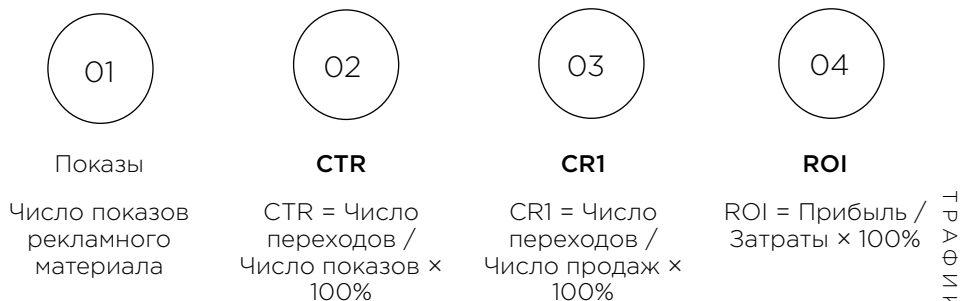 01
Показы
Число показов
рекламного
материала
02
CTR
CTR = Число
переходов /
Число показов ×
100%
03
CR1
CR1 = Число
переходов /
Число продаж ×
100%
04
ROI
ROI = Прибыль /
Затраты × 100%
ТРАФИК